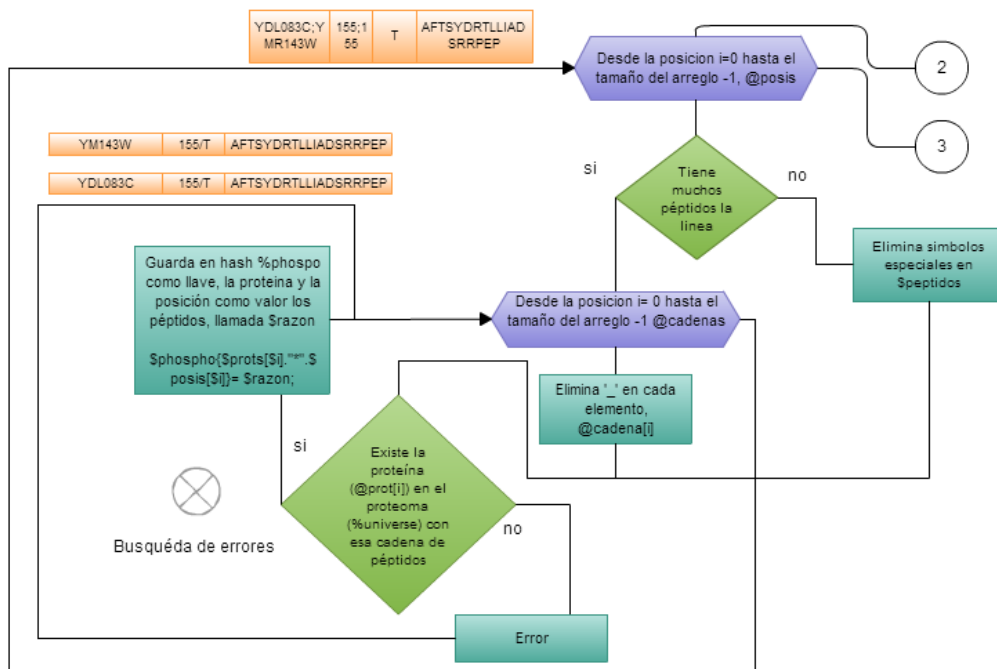 YDL083C;Y
MR143W
155;1
55
T
AFTSYDRTLLIAD
SRRPEP
Desde la posicion i=0 hasta el
tamaño del arreglo -1, @posis
2
3
YM143W
155/T
AFTSYDRTLLIADSRRPEP
YDL083C
155/T
AFTSYDRTLLIADSRRPEP
si
Tiene
muchos
péptidos la
linea
no
Elimina simbolos
especiales en
$peptidos
Guarda en hash %phospo
como llave, la proteina y la
posición como valor los
péptidos, llamada $razon
$phospho{$prots[$i]."*".$
posis[$i]}= $razon;
Desde la posicion i= 0 hasta el
tamaño del arreglo -1 @cadenas
Elimina '_' en cada
elemento,
@cadena[i]
si
Existe la
proteína
(@prot[i]) en el
proteoma
(%universe) con
esa cadena de
péptidos
no
Busquéda de errores
Error